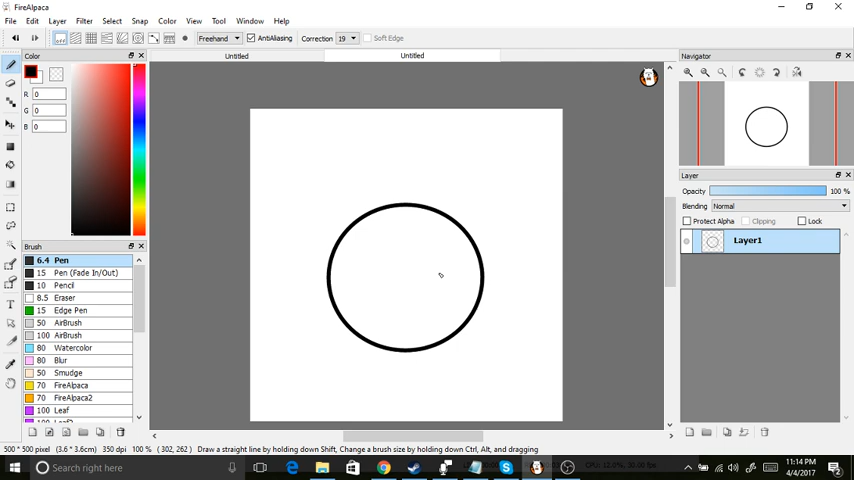 FireAlpaca
File Edit Layer Filter Select Snap Color View Tool Window Help
OFF Freehand AntiAliasing Correction 19 Soft Edge
Color Untitled Untitled Navigator
R 0
G 0
B 0
Layer
Opacity 100 %
Blending Normal
Protect Alpha Clipping Lock
Layer1
Brush
6.4 Pen
15 Pen (Fade In/Out)
10 Pencil
8.5 Eraser
15 Edge Pen
50 AirBrush
100 AirBrush
80 Watercolor
80 Blur
50 Smudge
70 FireAlpaca
70 FireAlpaca2
100 Leaf
500 * 500 pixel (3.6 * 3.6cm) 350 dpi 100 % ( 302, 262 ) Draw a straight line by holding down Shift, Change a brush size by holding down Ctrl, Alt, and dragging
Search here 11:14 PM
4/4/2017